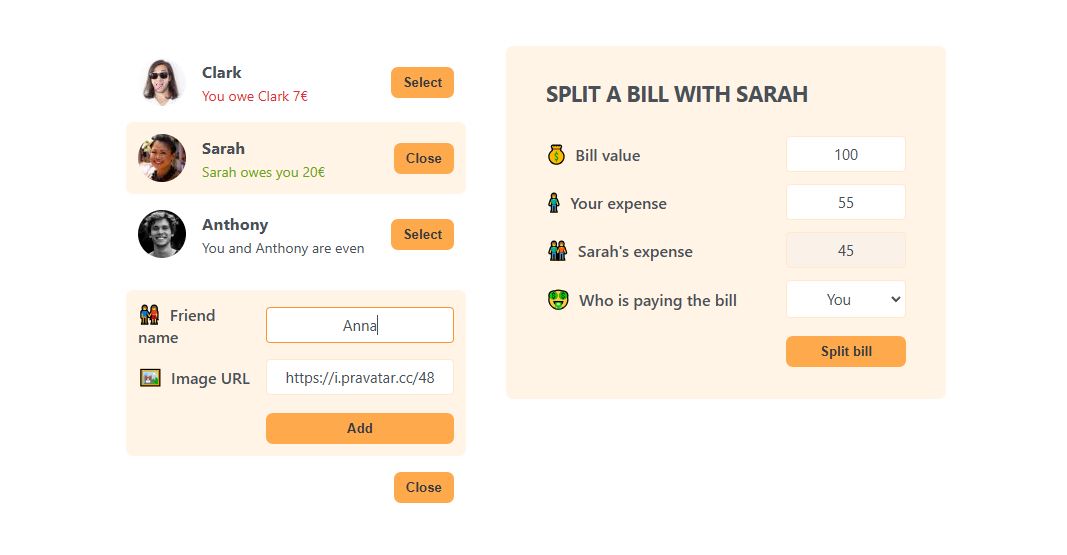 Clark
You owe Clark 7€
Select
Sarah
Sarah owes you 20€
Close
Anthony
You and Anthony are even
Select
Friend
name
Anna
Image URL
https://i.pravatar.cc/48
Add
Close
SPLIT A BILL WITH SARAH
Bill value
100
Your expense
55
Sarah's expense
45
Who is paying the bill
You
Split bill